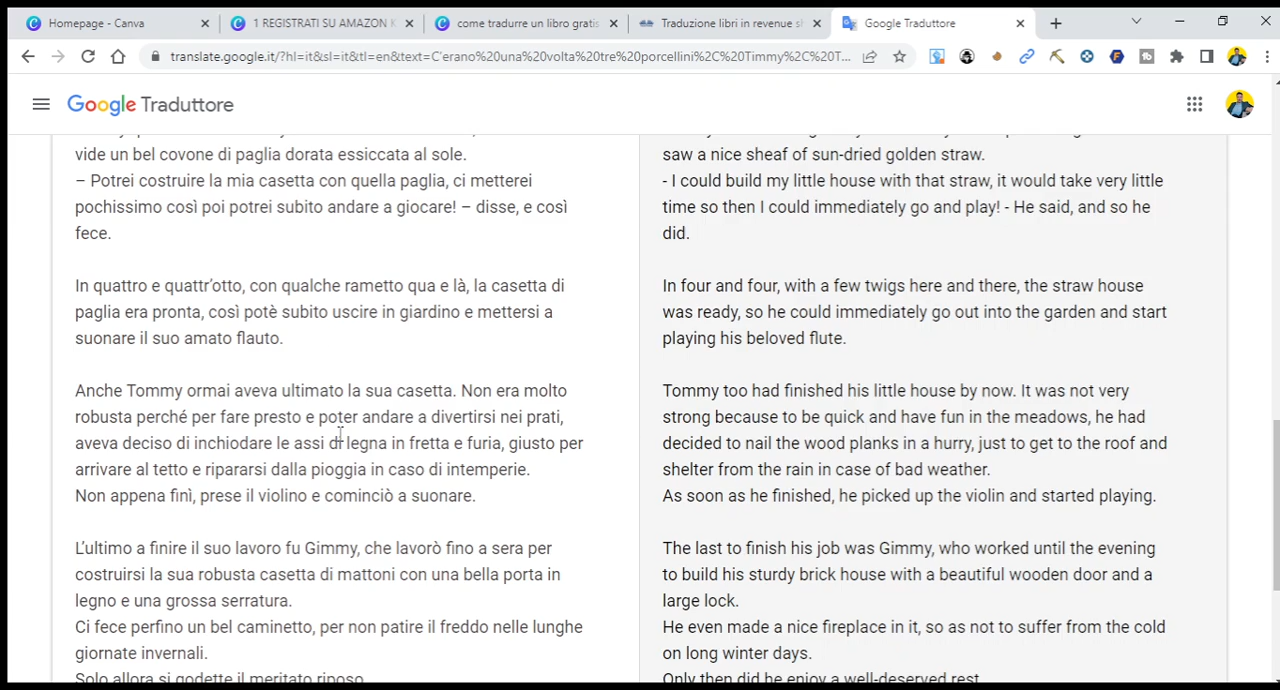 Homepage - Canva
1 REGISTRATI SU AMAZON K
come tradurre un libro gratis
Traduzione libri in revenue sh
Google Traduttore
translate.google.it/?hl=it&sl=it&tl=en&text=C'erano%20una%20volta%20tre%20porcellini%2C%20Timmy%2C%20T...
Google Traduttore
vide un bel covone di paglia dorata essiccata al sole.
– Potrei costruire la mia casetta con quella paglia, ci metterei
pochissimo così poi potrei subito andare a giocare! – disse, e così
fece.
In quattro e quattr’otto, con qualche rametto qua e là, la casetta di
paglia era pronta, così potè subito uscire in giardino e mettersi a
suonare il suo amato flauto.
Anche Tommy ormai aveva ultimato la sua casetta. Non era molto
robusta perché per fare presto e poter andare a divertirsi nei prati,
aveva deciso di inchiodare le assi di legna in fretta e furia, giusto per
arrivare al tetto e ripararsi dalla pioggia in caso di intemperie.
Non appena finì, prese il violino e cominciò a suonare.
L’ultimo a finire il suo lavoro fu Gimmy, che lavorò fino a sera per
costruirsi la sua robusta casetta di mattoni con una bella porta in
legno e una grossa serratura.
Ci fece perfino un bel caminetto, per non patire il freddo nelle lunghe
giornate invernali.
Solo allora si godette il meritato riposo.
saw a nice sheaf of sun-dried golden straw.
- I could build my little house with that straw, it would take very little
time so then I could immediately go and play! - He said, and so he
did.
In four and four, with a few twigs here and there, the straw house
was ready, so he could immediately go out into the garden and start
playing his beloved flute.
Tommy too had finished his little house by now. It was not very
strong because to be quick and have fun in the meadows, he had
decided to nail the wood planks in a hurry, just to get to the roof and
shelter from the rain in case of bad weather.
As soon as he finished, he picked up the violin and started playing.
The last to finish his job was Gimmy, who worked until the evening
to build his sturdy brick house with a beautiful wooden door and a
large lock.
He even made a nice fireplace in it, so as not to suffer from the cold
on long winter days.
Only then did he enjoy a well-deserved rest.